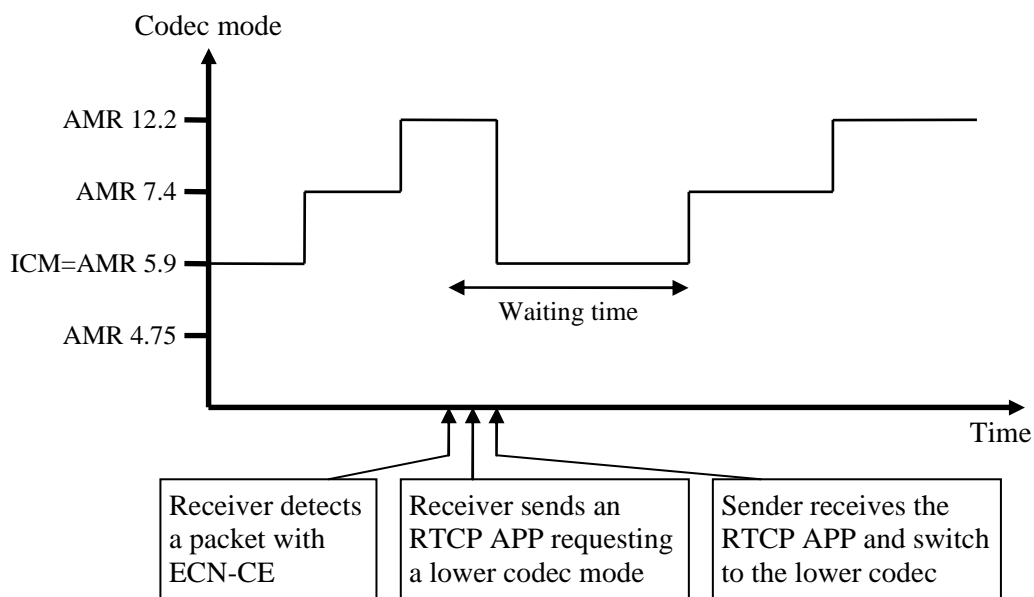 Codec mode
AMR 12.2
AMR 7.4
ICM=AMR 5.9
AMR 4.75
Waiting time
Time
Receiver detects
a packet with
ECN-CE
Receiver sends an
RTCP APP requesting
a lower codec mode
Sender receives the
RTCP APP and switch
to the lower codec